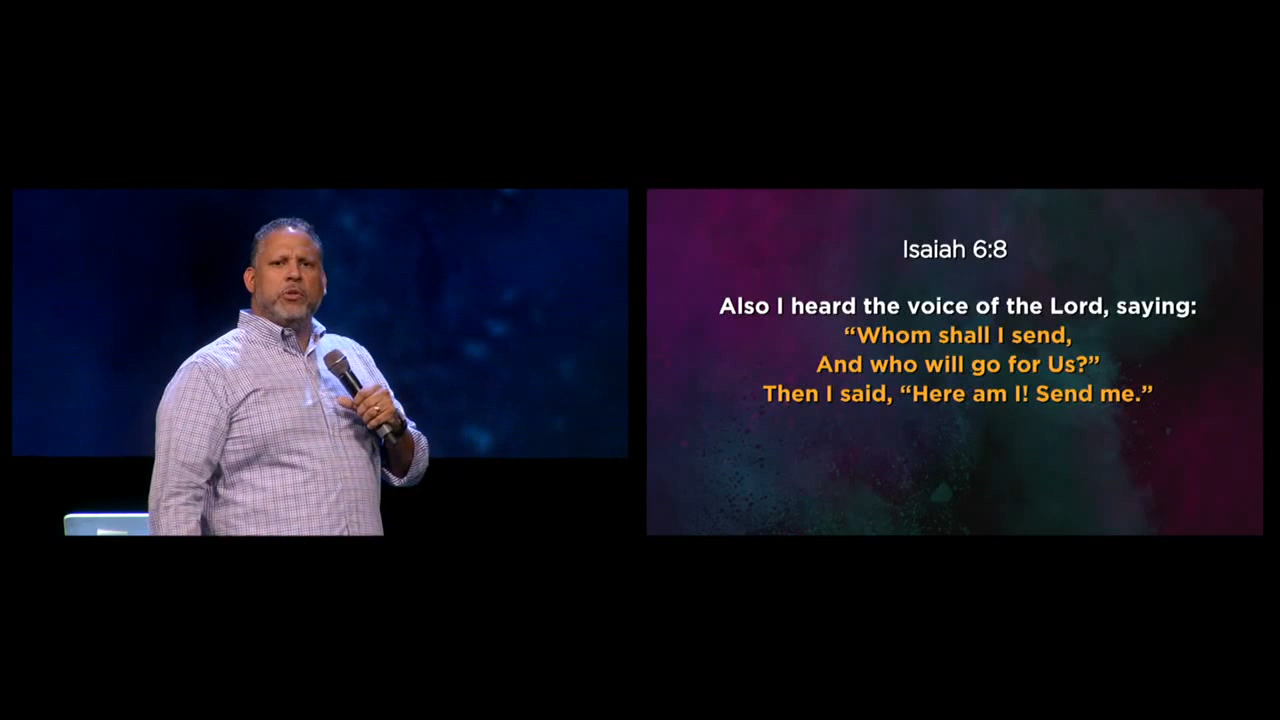 Isaiah 6:8
Also I heard the voice of the Lord, saying:
“Whom shall I send,
And who will go for Us?”
Then I said, “Here am I! Send me.”